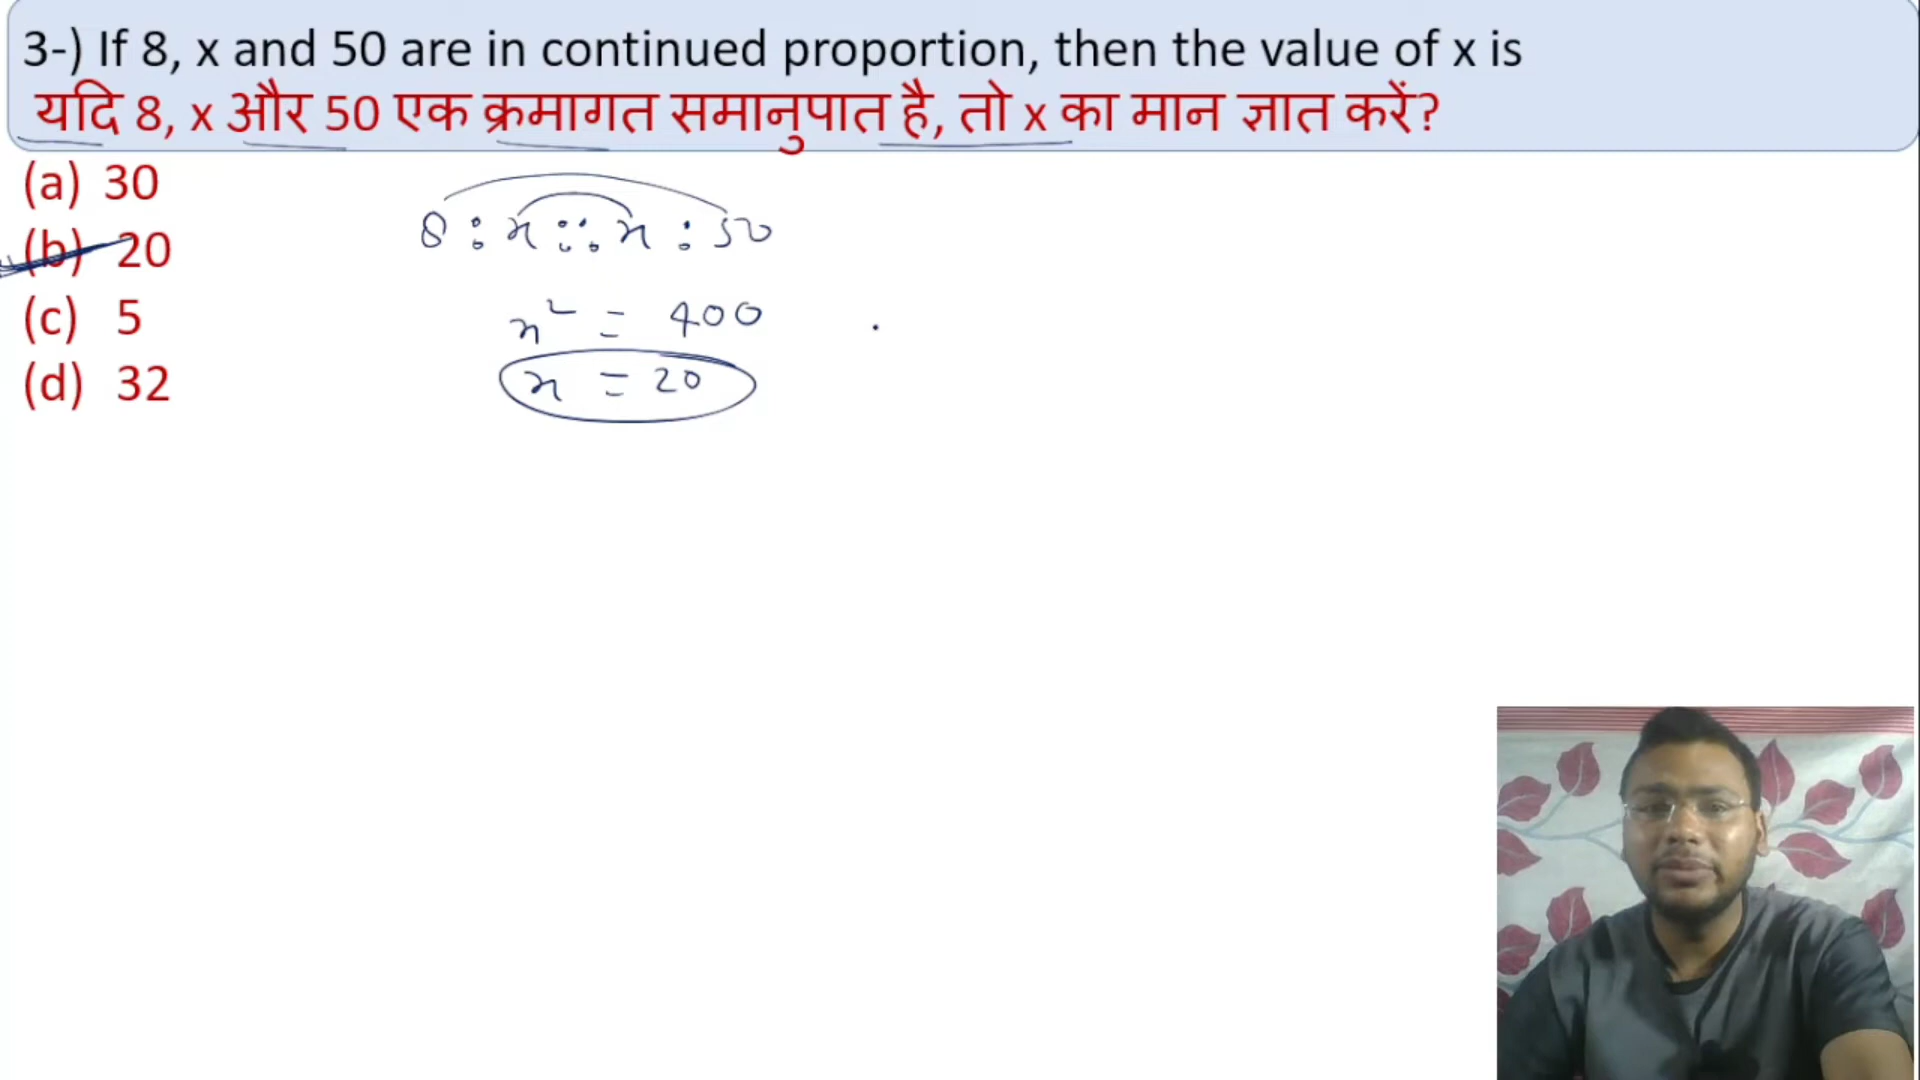 3-) If 8, x and 50 are in continued proportion, then the value of x is
यदि 8, x और 50 एक क्रमागत समानुपात है, तो x का मान ज्ञात करें?
(a) 30
(b) 20
(c) 5
(d) 32
8 : x :: x : 50
x² = 400
x = 20